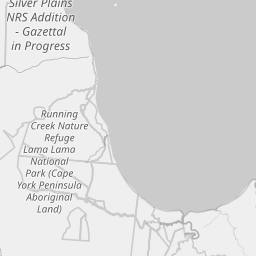 Silver Plains
NRS Addition
- Gazettal
in Progress
Running
Creek Nature
Refuge
Lama Lama
National
Park (Cape
York Peninsula
Aboriginal
Land)